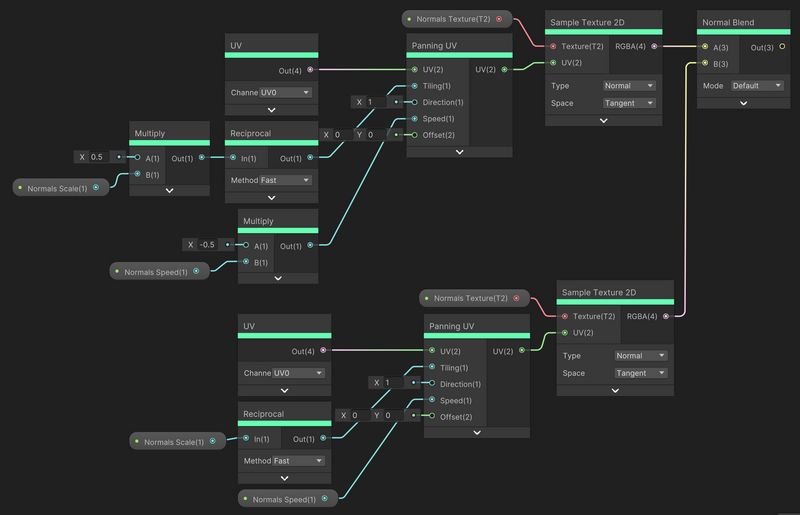 Normals Texture(T2)
Sample Texture 2D
Texture(T2) RGBA(4)
UV(2)
Type Normal
Space Tangent
Normal Blend
A(3) Out(3)
B(3)
Mode Default
UV
Out(4)
Channe UV0
Panning UV
UV(2) UV(2)
Tiling(1)
X 1 Direction(1)
Speed(1)
X 0 Y 0 Offset(2)
Multiply
X 0.5 A(1) Out(1)
Normals Scale(1) B(1)
Reciprocal
In(1) Out(1)
Method Fast
Multiply
X -0.5 A(1) Out(1)
Normals Speed(1) B(1)
Normals Texture(T2)
Sample Texture 2D
Texture(T2) RGBA(4)
UV(2)
Type Normal
Space Tangent
UV
Out(4)
Channe UV0
Panning UV
UV(2) UV(2)
Tiling(1)
X 1 Direction(1)
Speed(1)
X 0 Y 0 Offset(2)
Reciprocal
Normals Scale(1) In(1) Out(1)
Method Fast
Normals Speed(1)